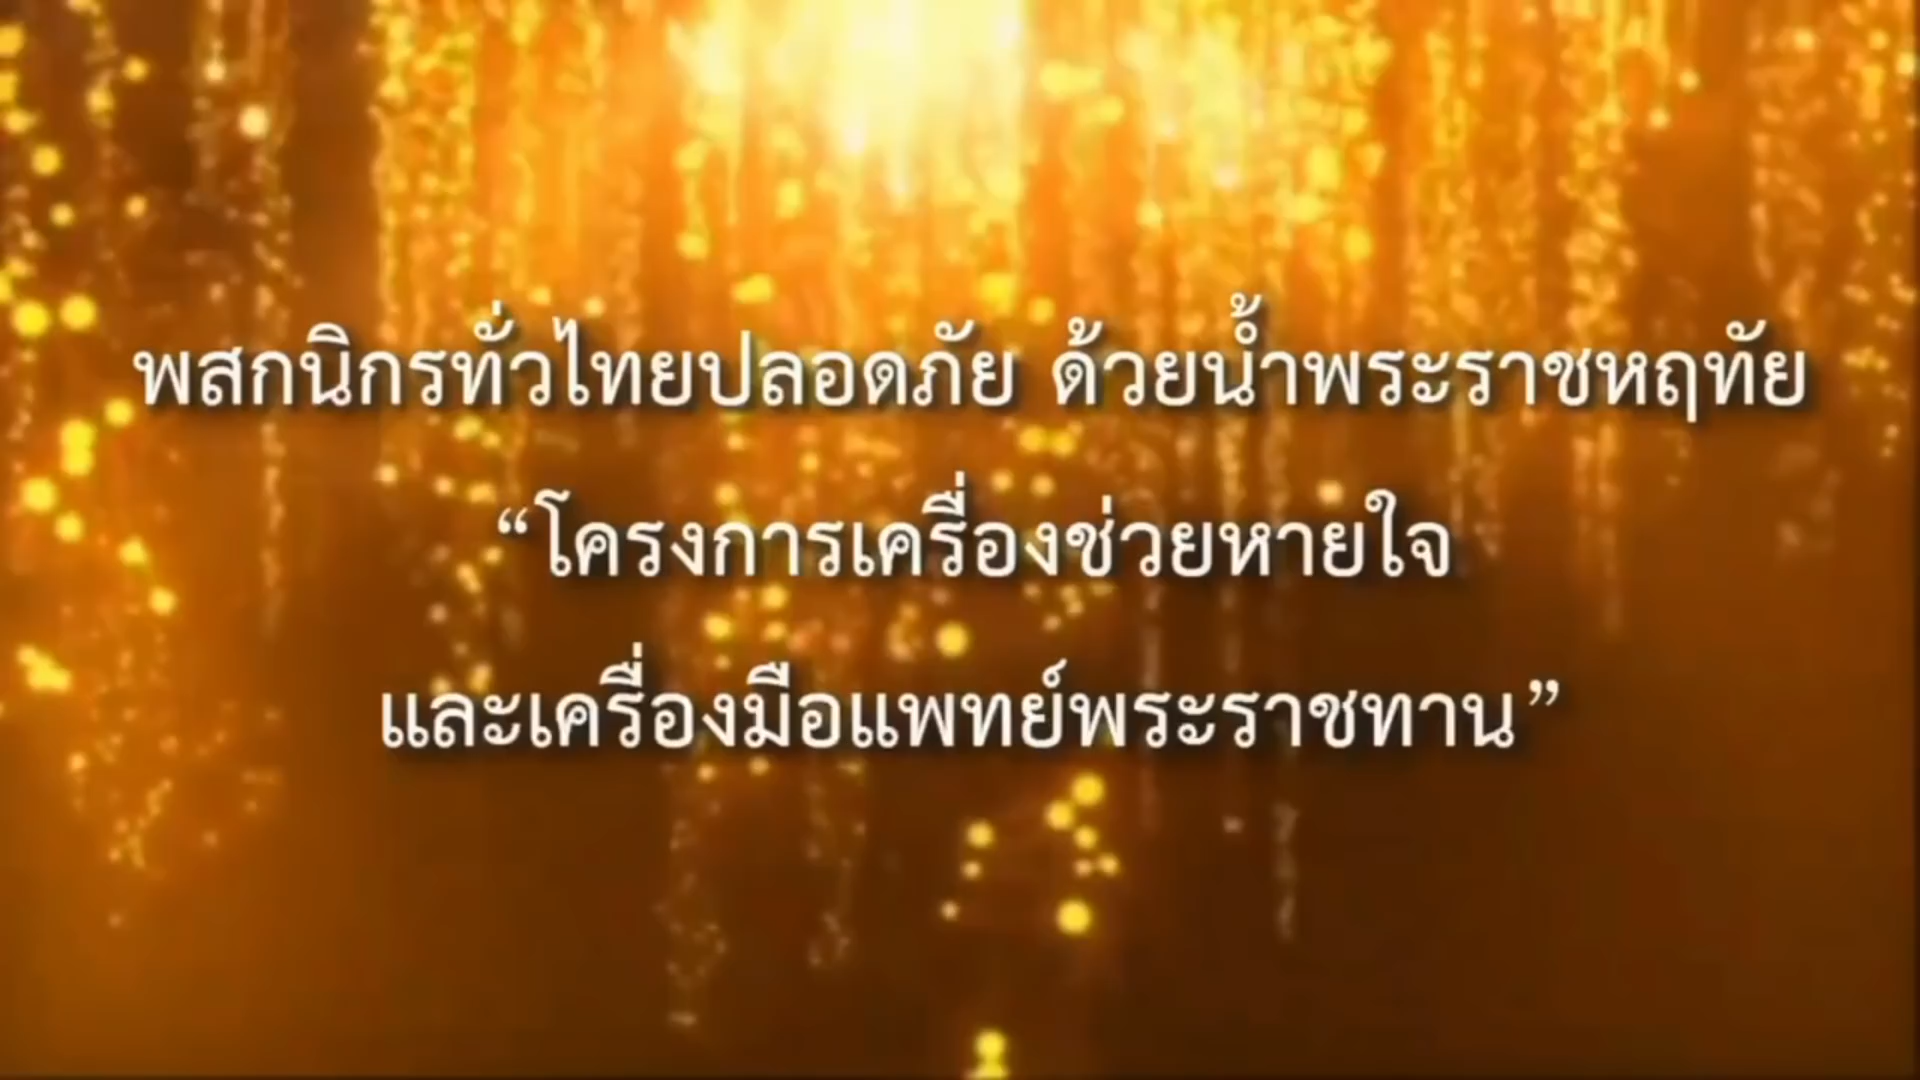 พสกนิกรทั่วไทยปลอดภัย ด้วยน้ำพระราชหฤทัย
“โครงการเครื่องช่วยหายใจ
และเครื่องมือแพทย์พระราชทาน”